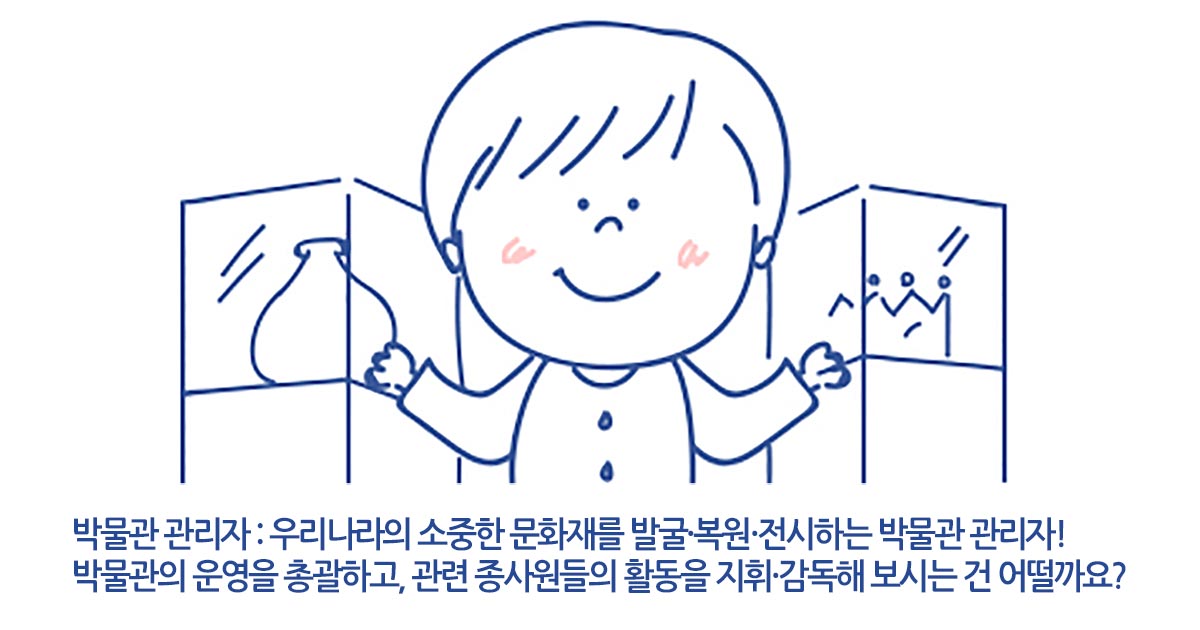 박물관 관리자 : 우리나라의 소중한 문화재를 발굴·복원·전시하는 박물관 관리자!
박물관의 운영을 총괄하고, 관련 종사원들의 활동을 지휘·감독해 보시는 건 어떨까요?